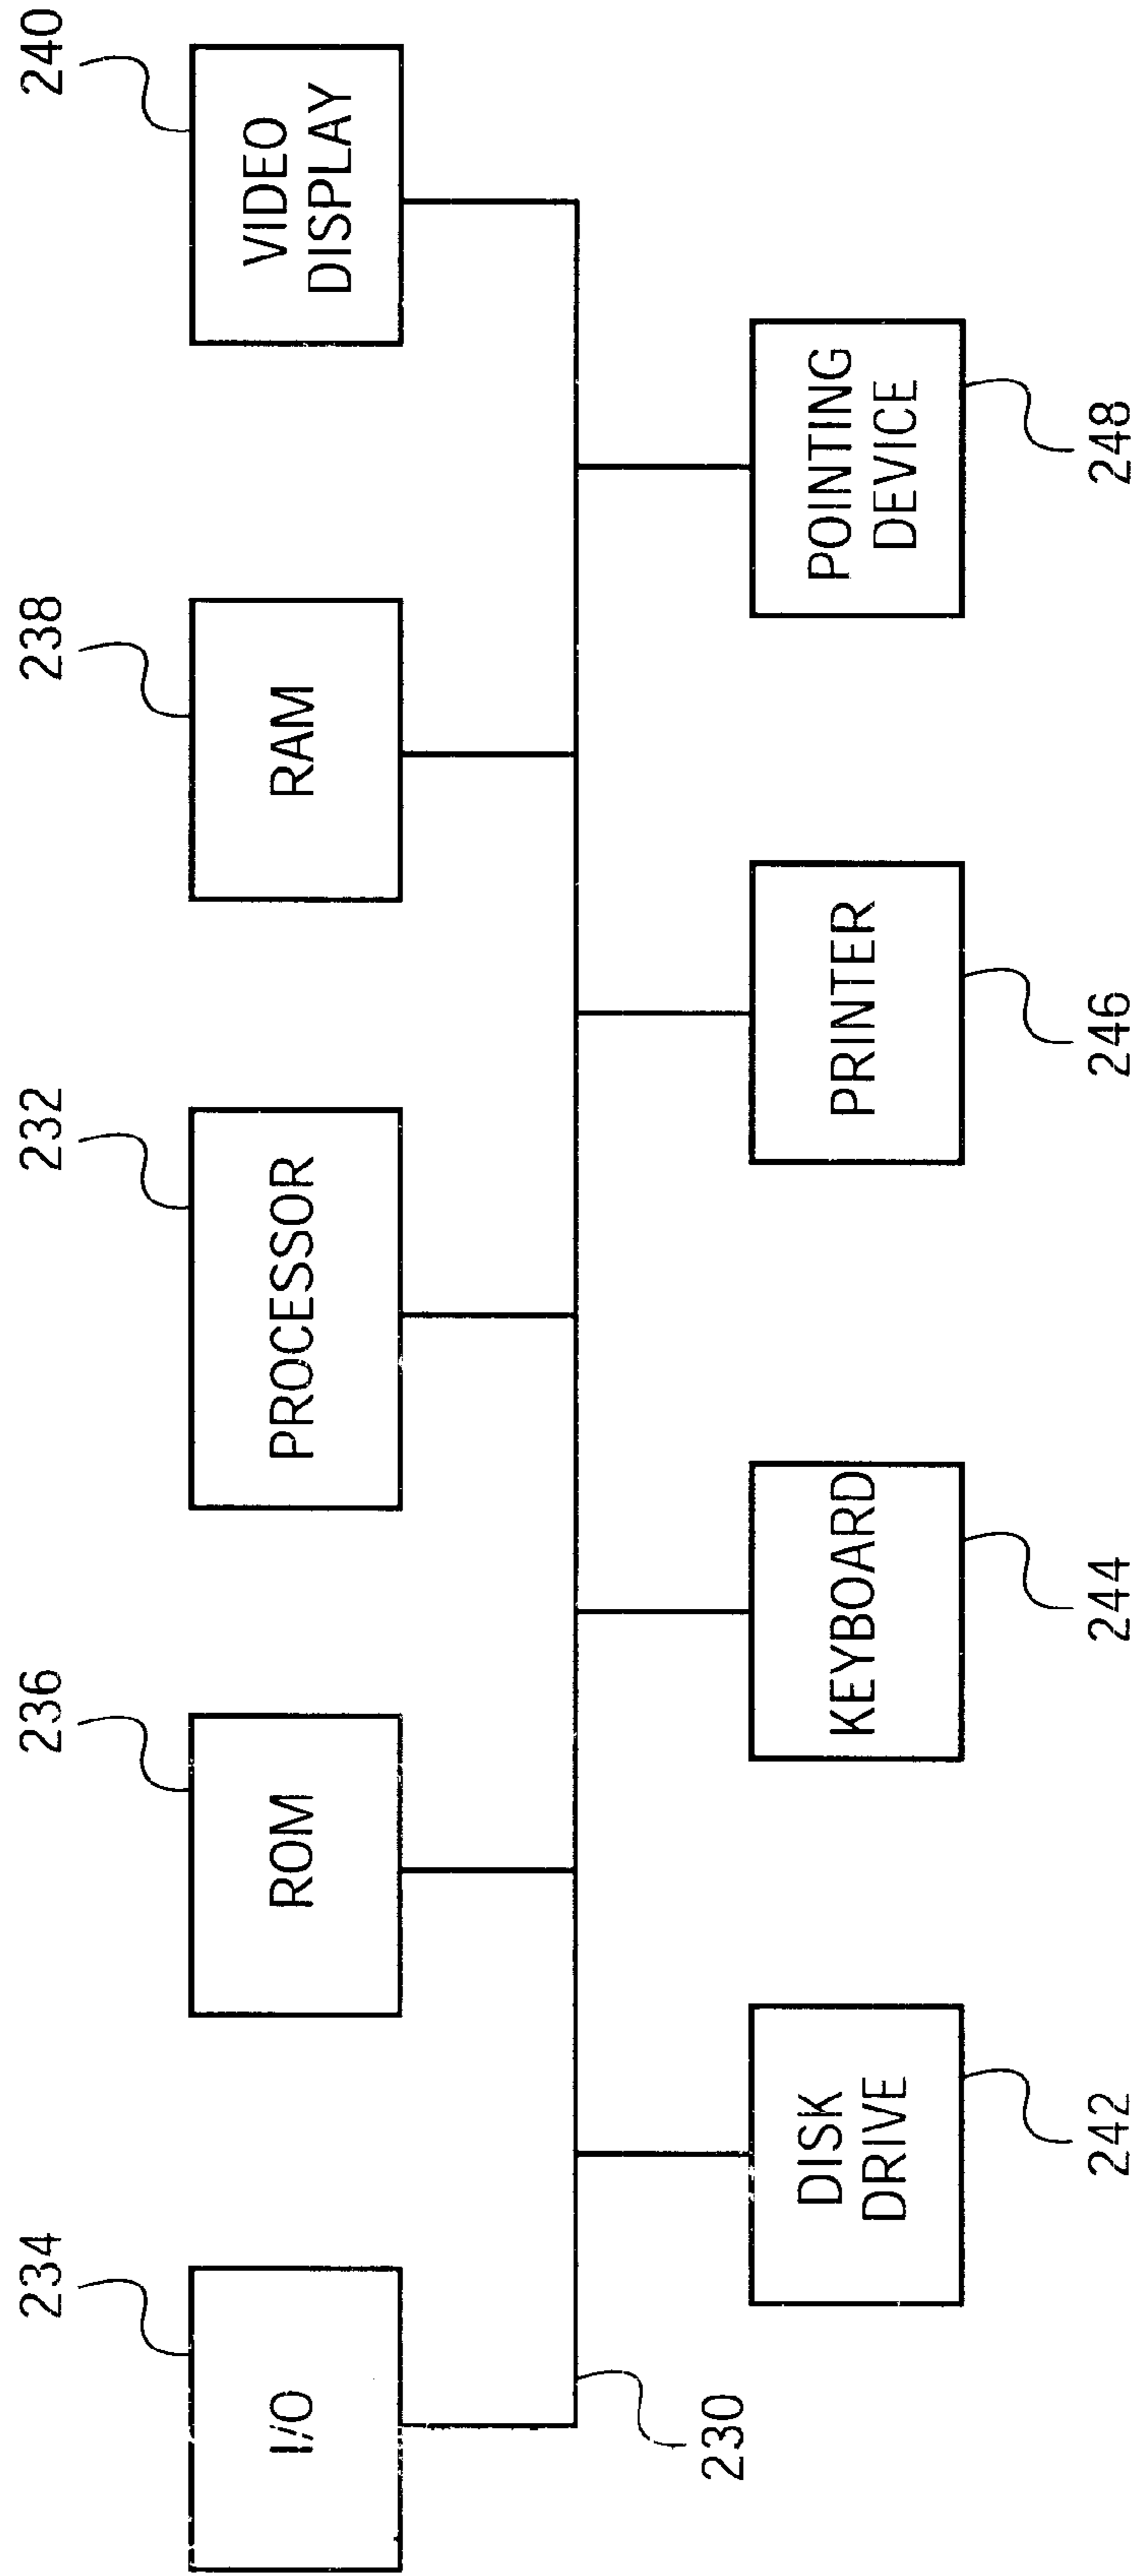 234
236
232
238
240
I/O
ROM
PROCESSOR
RAM
VIDEO
DISPLAY
230
DISK
DRIVE
KEYBOARD
PRINTER
POINTING
DEVICE
242
244
246
248